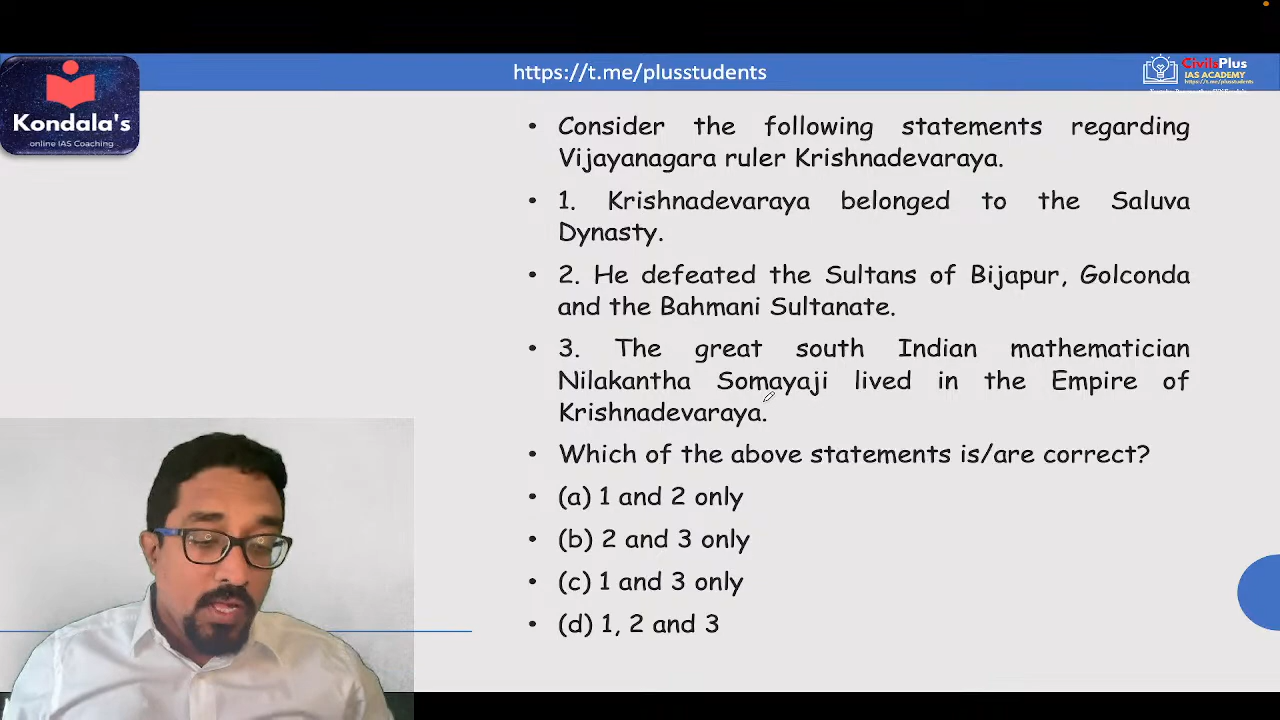 https://t.me/plusstudents
Kondala's
online IAS Coaching
CivilsPlus
IAS ACADEMY
https://t.me/plusstudents
• Consider the following statements regarding
Vijayanagara ruler Krishnadevaraya.
• 1. Krishnadevaraya belonged to the Saluva
Dynasty.
• 2. He defeated the Sultans of Bijapur, Golconda
and the Bahmani Sultanate.
• 3. The great south Indian mathematician
Nilakantha Somayaji lived in the Empire of
Krishnadevaraya.
• Which of the above statements is/are correct?
• (a) 1 and 2 only
• (b) 2 and 3 only
• (c) 1 and 3 only
• (d) 1, 2 and 3